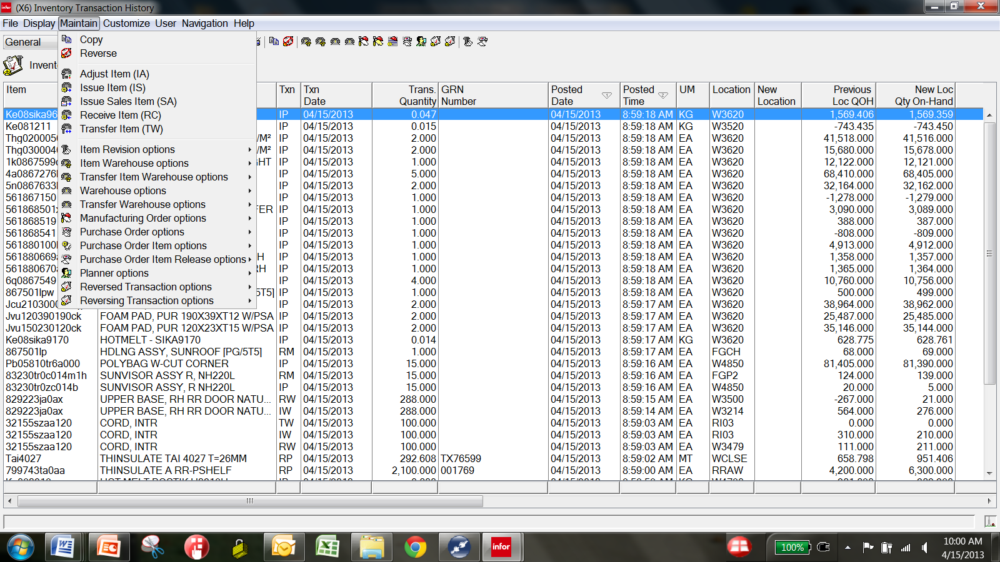 infor (X6) Inventory Transaction History
File Display Maintain Customize User Navigation Help
General
Invent
Copy
Reverse
Adjust Item (IA)
Issue Item (IS)
Issue Sales Item (SA)
Receive Item (RC)
Transfer Item (TW)
Item Revision options
Item Warehouse options
Transfer Item Warehouse options
Warehouse options
Transfer Warehouse options
Manufacturing Order options
Purchase Order options
Purchase Order Item options
Purchase Order Item Release options
Planner options
Reversed Transaction options
Reversing Transaction options
Item Txn Txn Date Trans. Quantity GRN Number Posted Date Posted Time UM Location New Location Previous Loc QOH New Loc Qty On-Hand
Ke08sika96 IP 04/15/2013 0.047 04/15/2013 8:59:18 AM KG W3620 1,569.406 1,569.359
Ke081211 IP 04/15/2013 0.015 04/15/2013 8:59:18 AM KG W3520 -743.435 -743.450
Thg020005 /M² IP 04/15/2013 2.000 04/15/2013 8:59:18 AM EA W3620 41,518.000 41,516.000
Thg030004 /M² IP 04/15/2013 2.000 04/15/2013 8:59:18 AM EA W3620 15,680.000 15,678.000
1k0867599 GHT IP 04/15/2013 1.000 04/15/2013 8:59:18 AM EA W3620 12,122.000 12,121.000
4a0867276 IP 04/15/2013 5.000 04/15/2013 8:59:18 AM EA W3620 68,410.000 68,405.000
5n0867633 IP 04/15/2013 2.000 04/15/2013 8:59:18 AM EA W3620 32,164.000 32,162.000
561867150 IP 04/15/2013 1.000 04/15/2013 8:59:18 AM EA W3620 -1,278.000 -1,279.000
561868501 FER IP 04/15/2013 1.000 04/15/2013 8:59:18 AM EA W3620 3,090.000 3,089.000
561868519 IP 04/15/2013 1.000 04/15/2013 8:59:18 AM EA W3620 388.000 387.000
561868541 IP 04/15/2013 1.000 04/15/2013 8:59:18 AM EA W3620 -808.000 -809.000
561880100 IP 04/15/2013 1.000 04/15/2013 8:59:18 AM EA W3620 4,913.000 4,912.000
561880669 H IP 04/15/2013 1.000 04/15/2013 8:59:18 AM EA W3620 1,358.000 1,357.000
561880670 RH IP 04/15/2013 1.000 04/15/2013 8:59:18 AM EA W3620 1,365.000 1,364.000
6q0867549 IP 04/15/2013 4.000 04/15/2013 8:59:18 AM EA W3620 10,760.000 10,756.000
867501lpw /5T5] IP 04/15/2013 1.000 04/15/2013 8:59:18 AM EA W3620 500.000 499.000
Jcu210300 IP 04/15/2013 2.000 04/15/2013 8:59:17 AM EA W3620 38,964.000 38,962.000
Jvu120390190ck FOAM PAD, PUR 190X39XT12 W/PSA IP 04/15/2013 2.000 04/15/2013 8:59:17 AM EA W3620 25,487.000 25,485.000
Jvu150230120ck FOAM PAD, PUR 120X23XT15 W/PSA IP 04/15/2013 2.000 04/15/2013 8:59:17 AM EA W3620 35,146.000 35,144.000
Ke08sika9170 HOTMELT - SIKA9170 IP 04/15/2013 0.014 04/15/2013 8:59:17 AM KG W3620 628.775 628.761
867501lp HDLNG ASSY, SUNROOF [PG/5T5] RM 04/15/2013 1.000 04/15/2013 8:59:17 AM EA FGCH 68.000 69.000
Pb05810tr6a000 POLYBAG W-CUT CORNER IP 04/15/2013 15.000 04/15/2013 8:59:16 AM EA W4850 81,405.000 81,390.000
83230tr0c014m1h SUNVISOR ASSY R, NH220L RM 04/15/2013 15.000 04/15/2013 8:59:16 AM EA FGP2 124.000 139.000
83230tr0zc014b SUNVISOR ASSY, R NH220L IP 04/15/2013 15.000 04/15/2013 8:59:16 AM EA W4850 20.000 5.000
829223ja0ax UPPER BASE, RH RR DOOR NATU... RW 04/15/2013 288.000 04/15/2013 8:59:15 AM EA W3500 -267.000 21.000
829223ja0ax UPPER BASE, RH RR DOOR NATU... IW 04/15/2013 288.000 04/15/2013 8:59:14 AM EA W3214 564.000 276.000
32155szaa120 CORD, INTR TW 04/15/2013 100.000 04/15/2013 8:59:03 AM EA RI03 0.000 0.000
32155szaa120 CORD, INTR IW 04/15/2013 100.000 04/15/2013 8:59:03 AM EA RI03 310.000 210.000
32155szaa120 CORD, INTR RW 04/15/2013 100.000 04/15/2013 8:59:03 AM EA W3479 111.000 211.000
Tai4027 THINSULATE TAI 4027 T=26MM RP 04/15/2013 292.608 TX76599 04/15/2013 8:59:02 AM MT WCLSE 658.798 951.406
799743ta0aa THINSULATE A RR-PSHELF RP 04/15/2013 2,100.000 001769 04/15/2013 8:59:00 AM EA RRAW 4,200.000 6,300.000
infor
100%
10:00 AM
4/15/2013